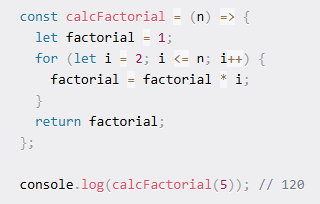 const calcFactorial = (n) => {
  let factorial = 1;
  for (let i = 2; i <= n; i++) {
    factorial = factorial * i;
  }
  return factorial;
};

console.log(calcFactorial(5)); // 120